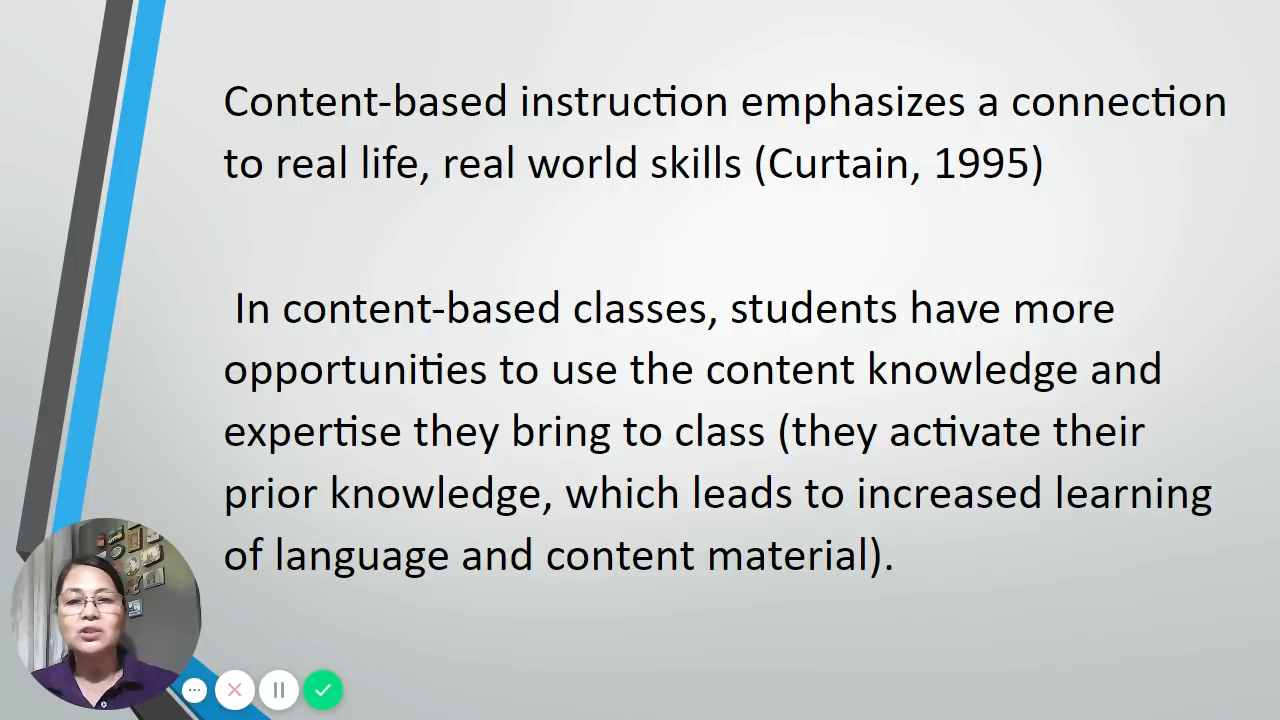 Content-based instruction emphasizes a connection
to real life, real world skills (Curtain, 1995)
In content-based classes, students have more
opportunities to use the content knowledge and
expertise they bring to class (they activate their
prior knowledge, which leads to increased learning
of language and content material).